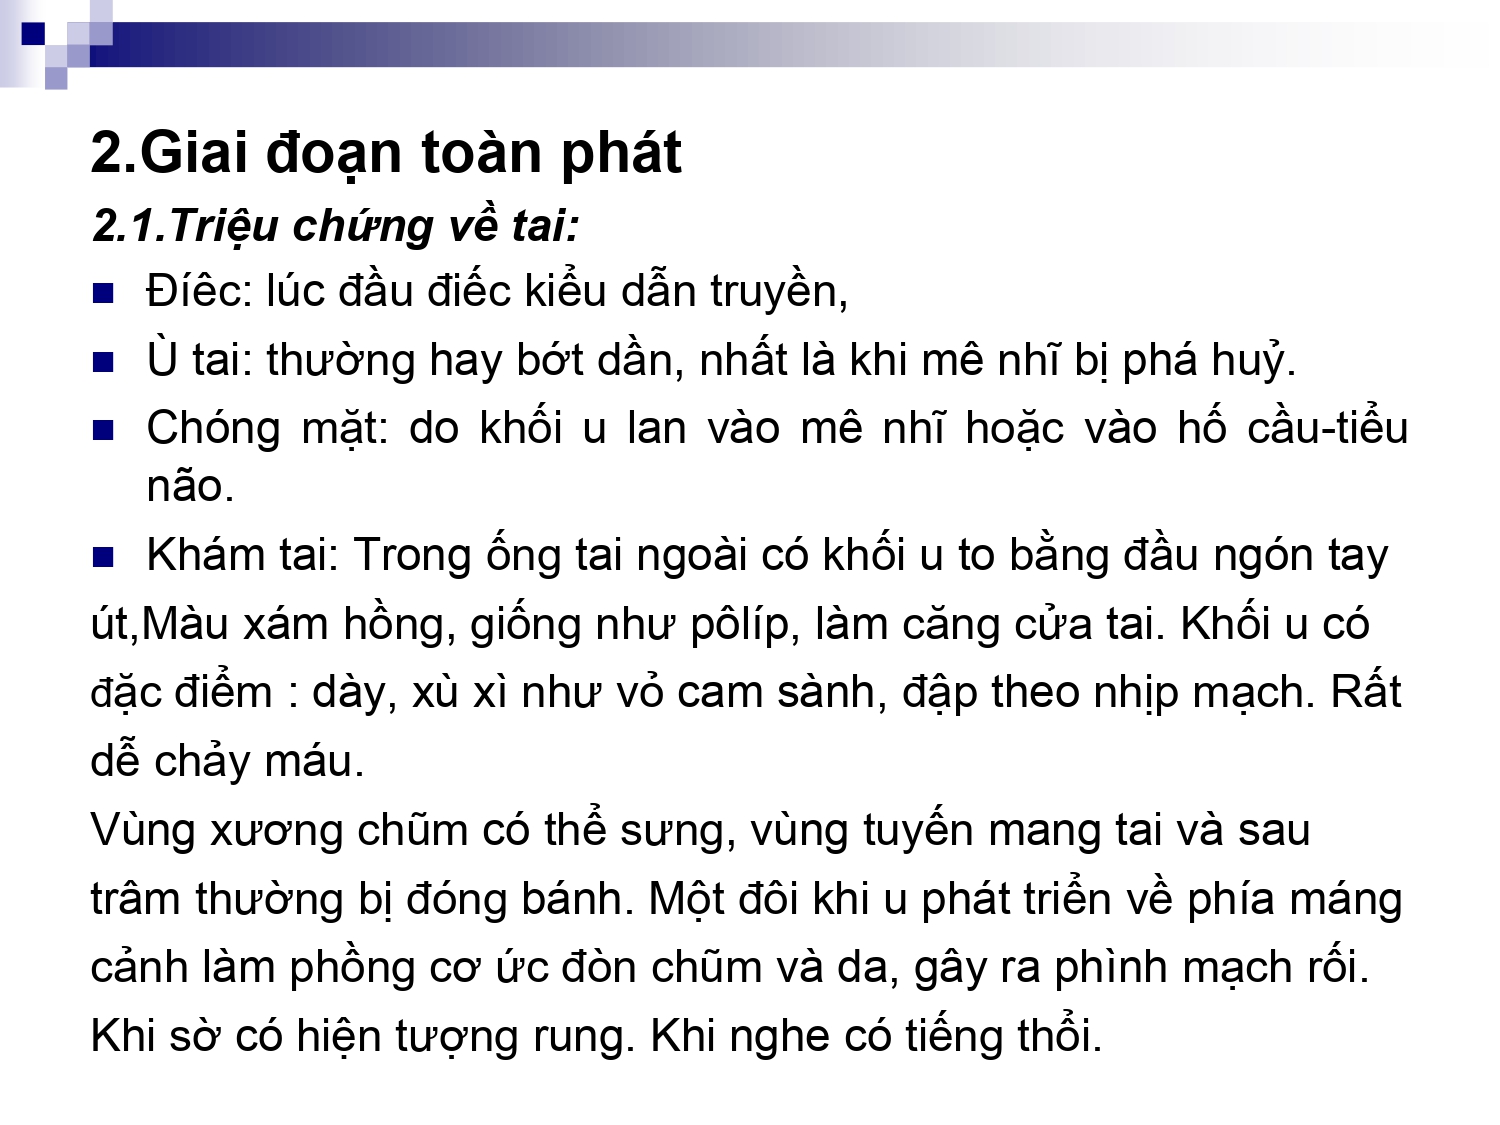 2.Giai đoạn toàn phát
2.1.Triệu chứng về tai:
Đíêc: lúc đầu điếc kiểu dẫn truyền,
Ù tai: thường hay bớt dần, nhất là khi mê nhĩ bị phá huỷ.
Chóng mặt: do khối u lan vào mê nhĩ hoặc vào hố cầu-tiểu
não.
Khám tai: Trong ống tai ngoài có khối u to bằng đầu ngón tay
út,Màu xám hồng, giống như pôlíp, làm căng cửa tai. Khối u có
đặc điểm : dày, xù xì như vỏ cam sành, đập theo nhịp mạch. Rất
dễ chảy máu.
Vùng xương chũm có thể sưng, vùng tuyến mang tai và sau
trâm thường bị đóng bánh. Một đôi khi u phát triển về phía máng
cảnh làm phồng cơ ức đòn chũm và da, gây ra phình mạch rối.
Khi sờ có hiện tượng rung. Khi nghe có tiếng thổi.